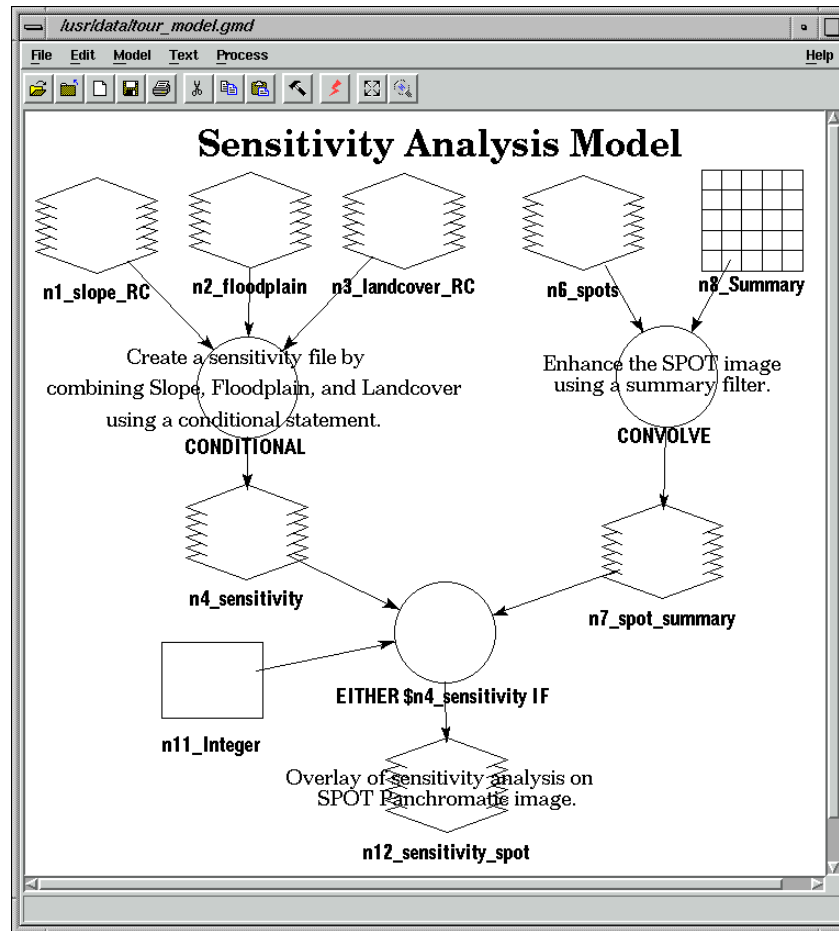 /usr/data/tour_model.gmd
File Edit Model Text Process Help
Sensitivity Analysis Model
n1_slope_RC
n2_floodplain
n3_landcover_RC
n6_spots
n8_Summary
Create a sensitivity file by
combining Slope, Floodplain, and Landcover
using a conditional statement.
CONDITIONAL
Enhance the SPOT image
using a summary filter.
CONVOLVE
n4_sensitivity
n7_spot_summary
EITHER $n4_sensitivity IF
n11_Integer
Overlay of sensitivity analysis on
SPOT Panchromatic image.
n12_sensitivity_spot